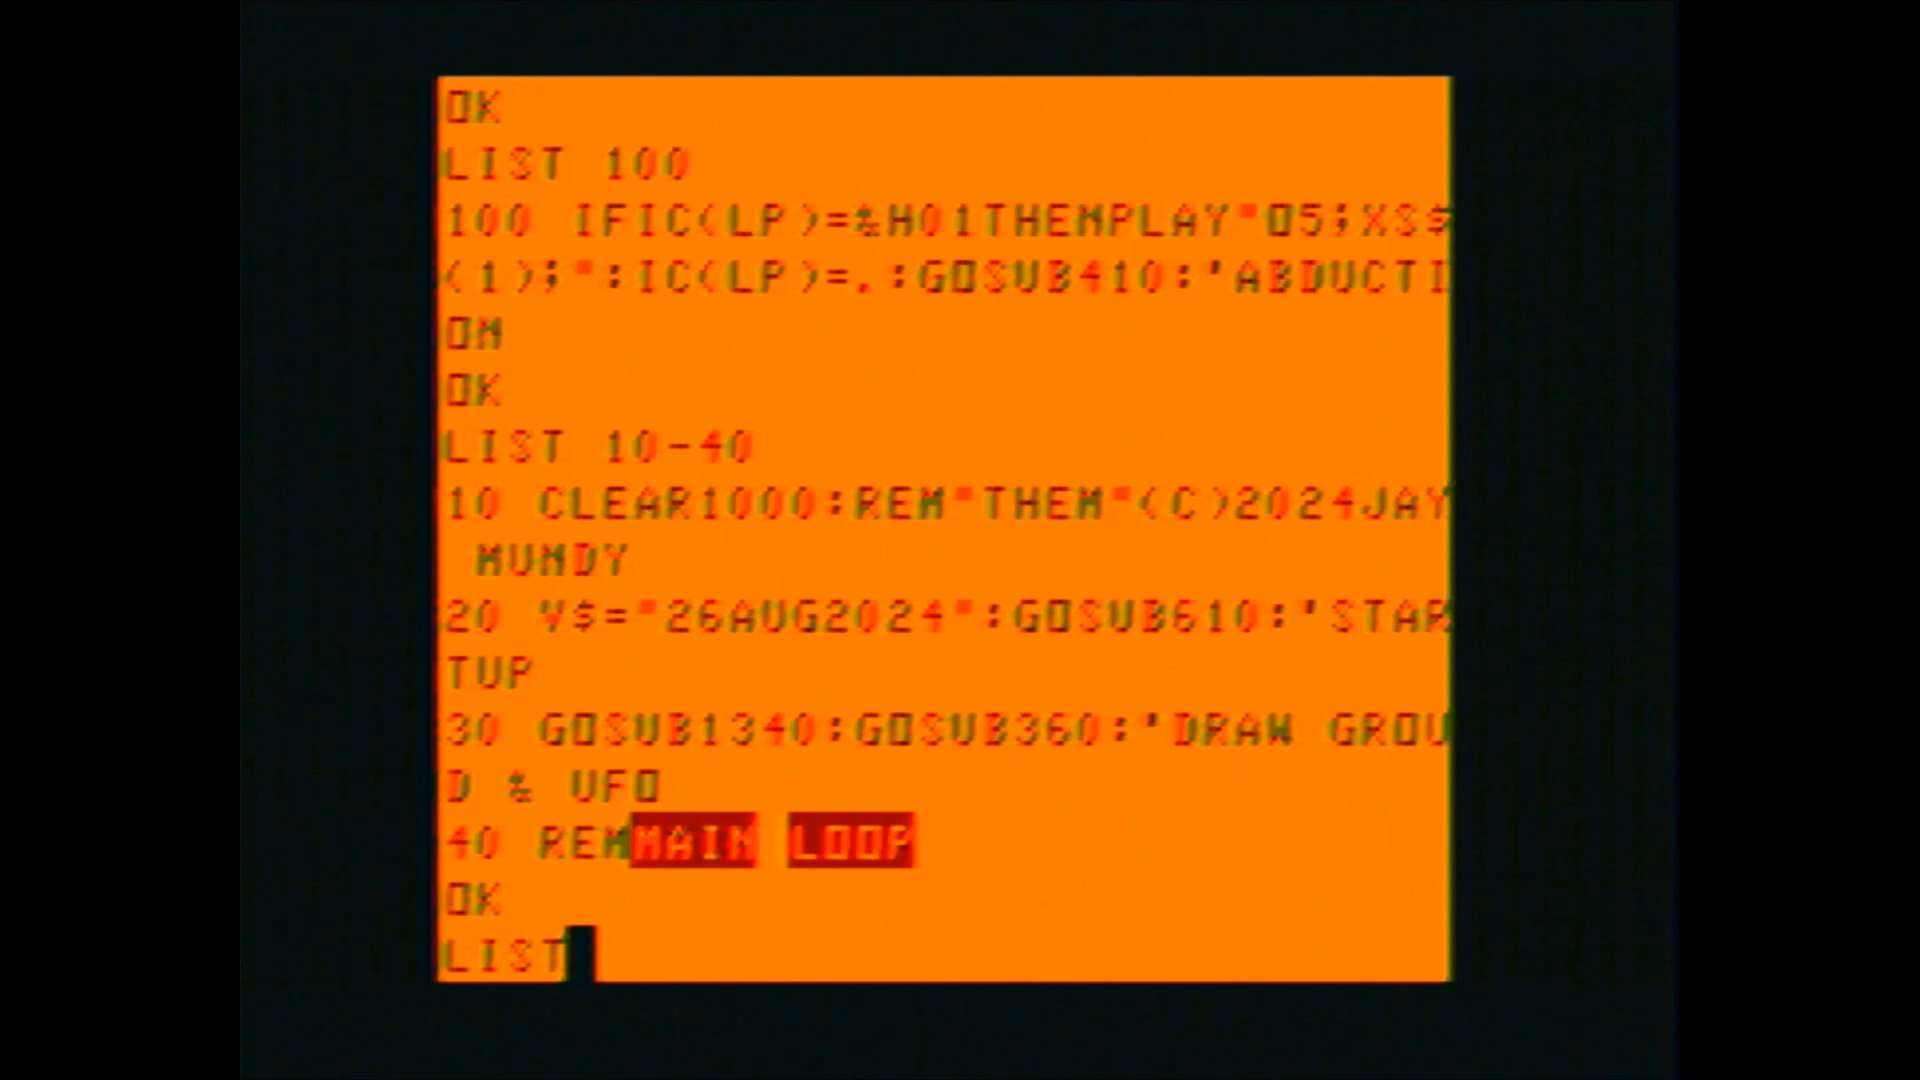 OK
LIST 100
100 IFIC(LP)=&H01THENPLAY"O5;XS$
(1);":IC(LP)=.:GOSUB410:'ABDUCTI
ON
OK
LIST 10-40
10 CLEAR1000:REM"THEM"(C)2024JAY
 MUNDY
20 V$="26AUG2024":GOSUB610:'STAR
TUP
30 GOSUB1340:GOSUB360:'DRAW GROU
D & UFO
40 REMMAIN LOOP
OK
LIST